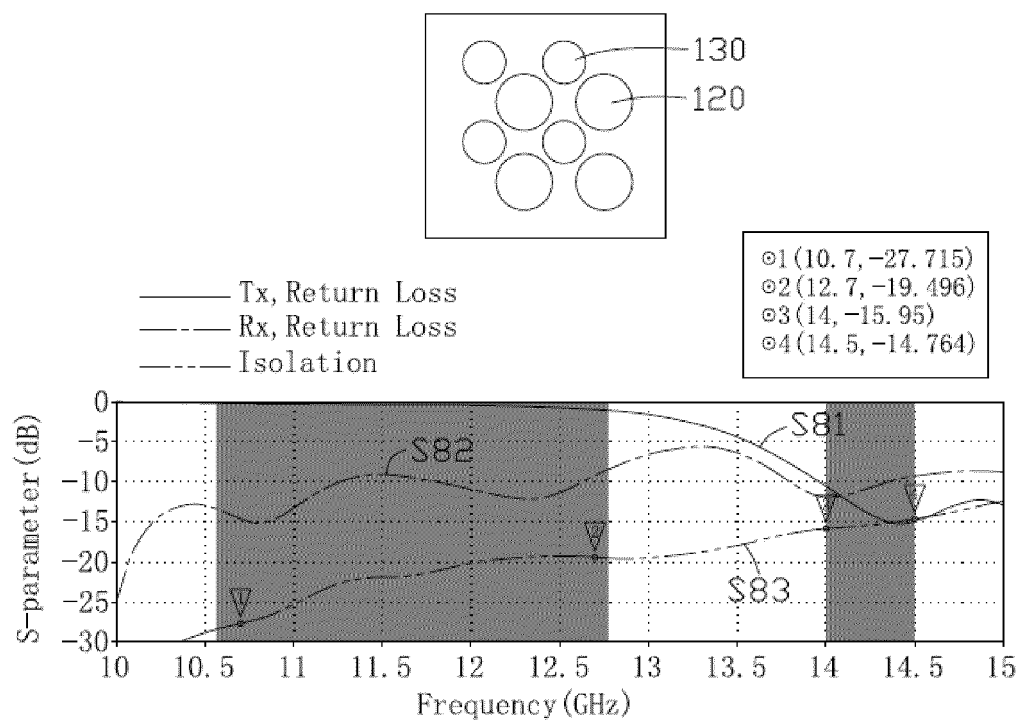 130
120
⊙1(10.7,-27.715)
⊙2(12.7,-19.496)
⊙3(14,-15.95)
⊙4(14.5,-14.764)
Tx,Return Loss
Rx,Return Loss
Isolation
S-parameter(dB)
0
-5
-10
-15
-20
-25
-30
S81
S82
S83
1
2
10 10.5 11 11.5 12 12.5 13 13.5 14 14.5 15
Frequency(GHz)